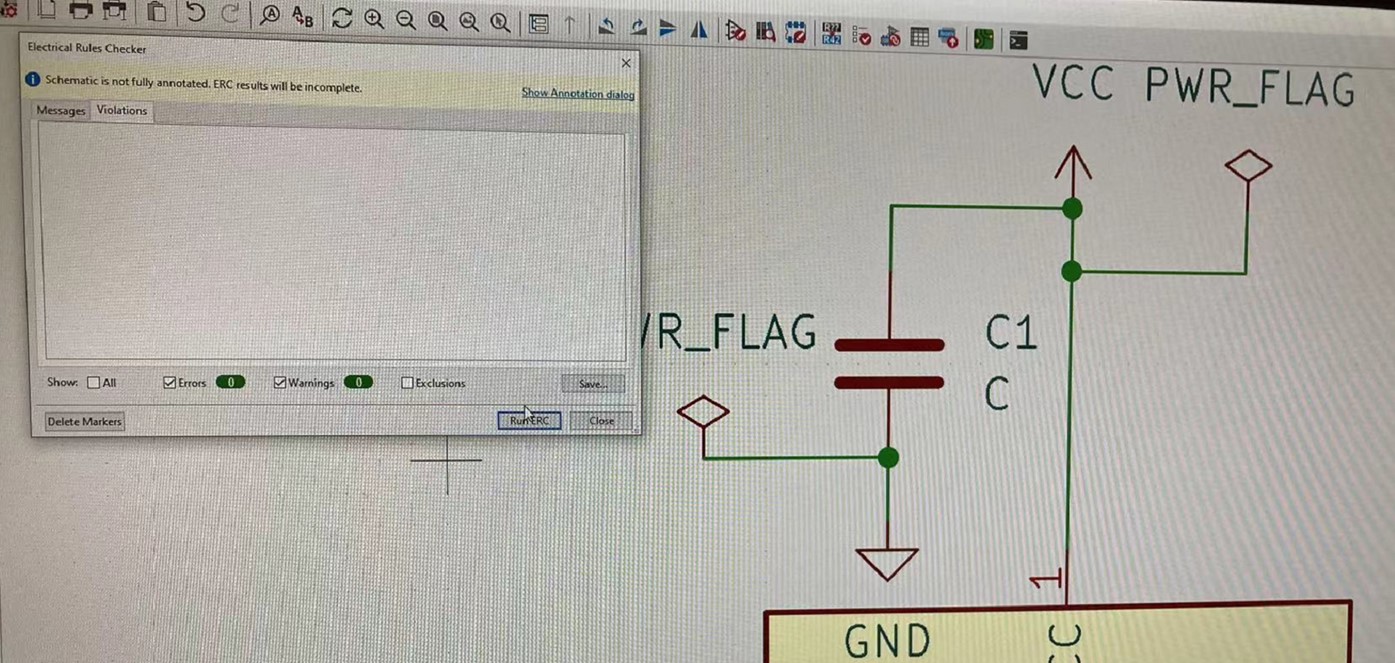 Electrical Rules Checker
Schematic is not fully annotated. ERC results will be incomplete.
Show Annotation dialog
Messages Violations
Show: All Errors 0 Warnings 0 Exclusions Save...
Delete Markers Run ERC Close
VCC PWR_FLAG
R_FLAG
C1
C
1
GND